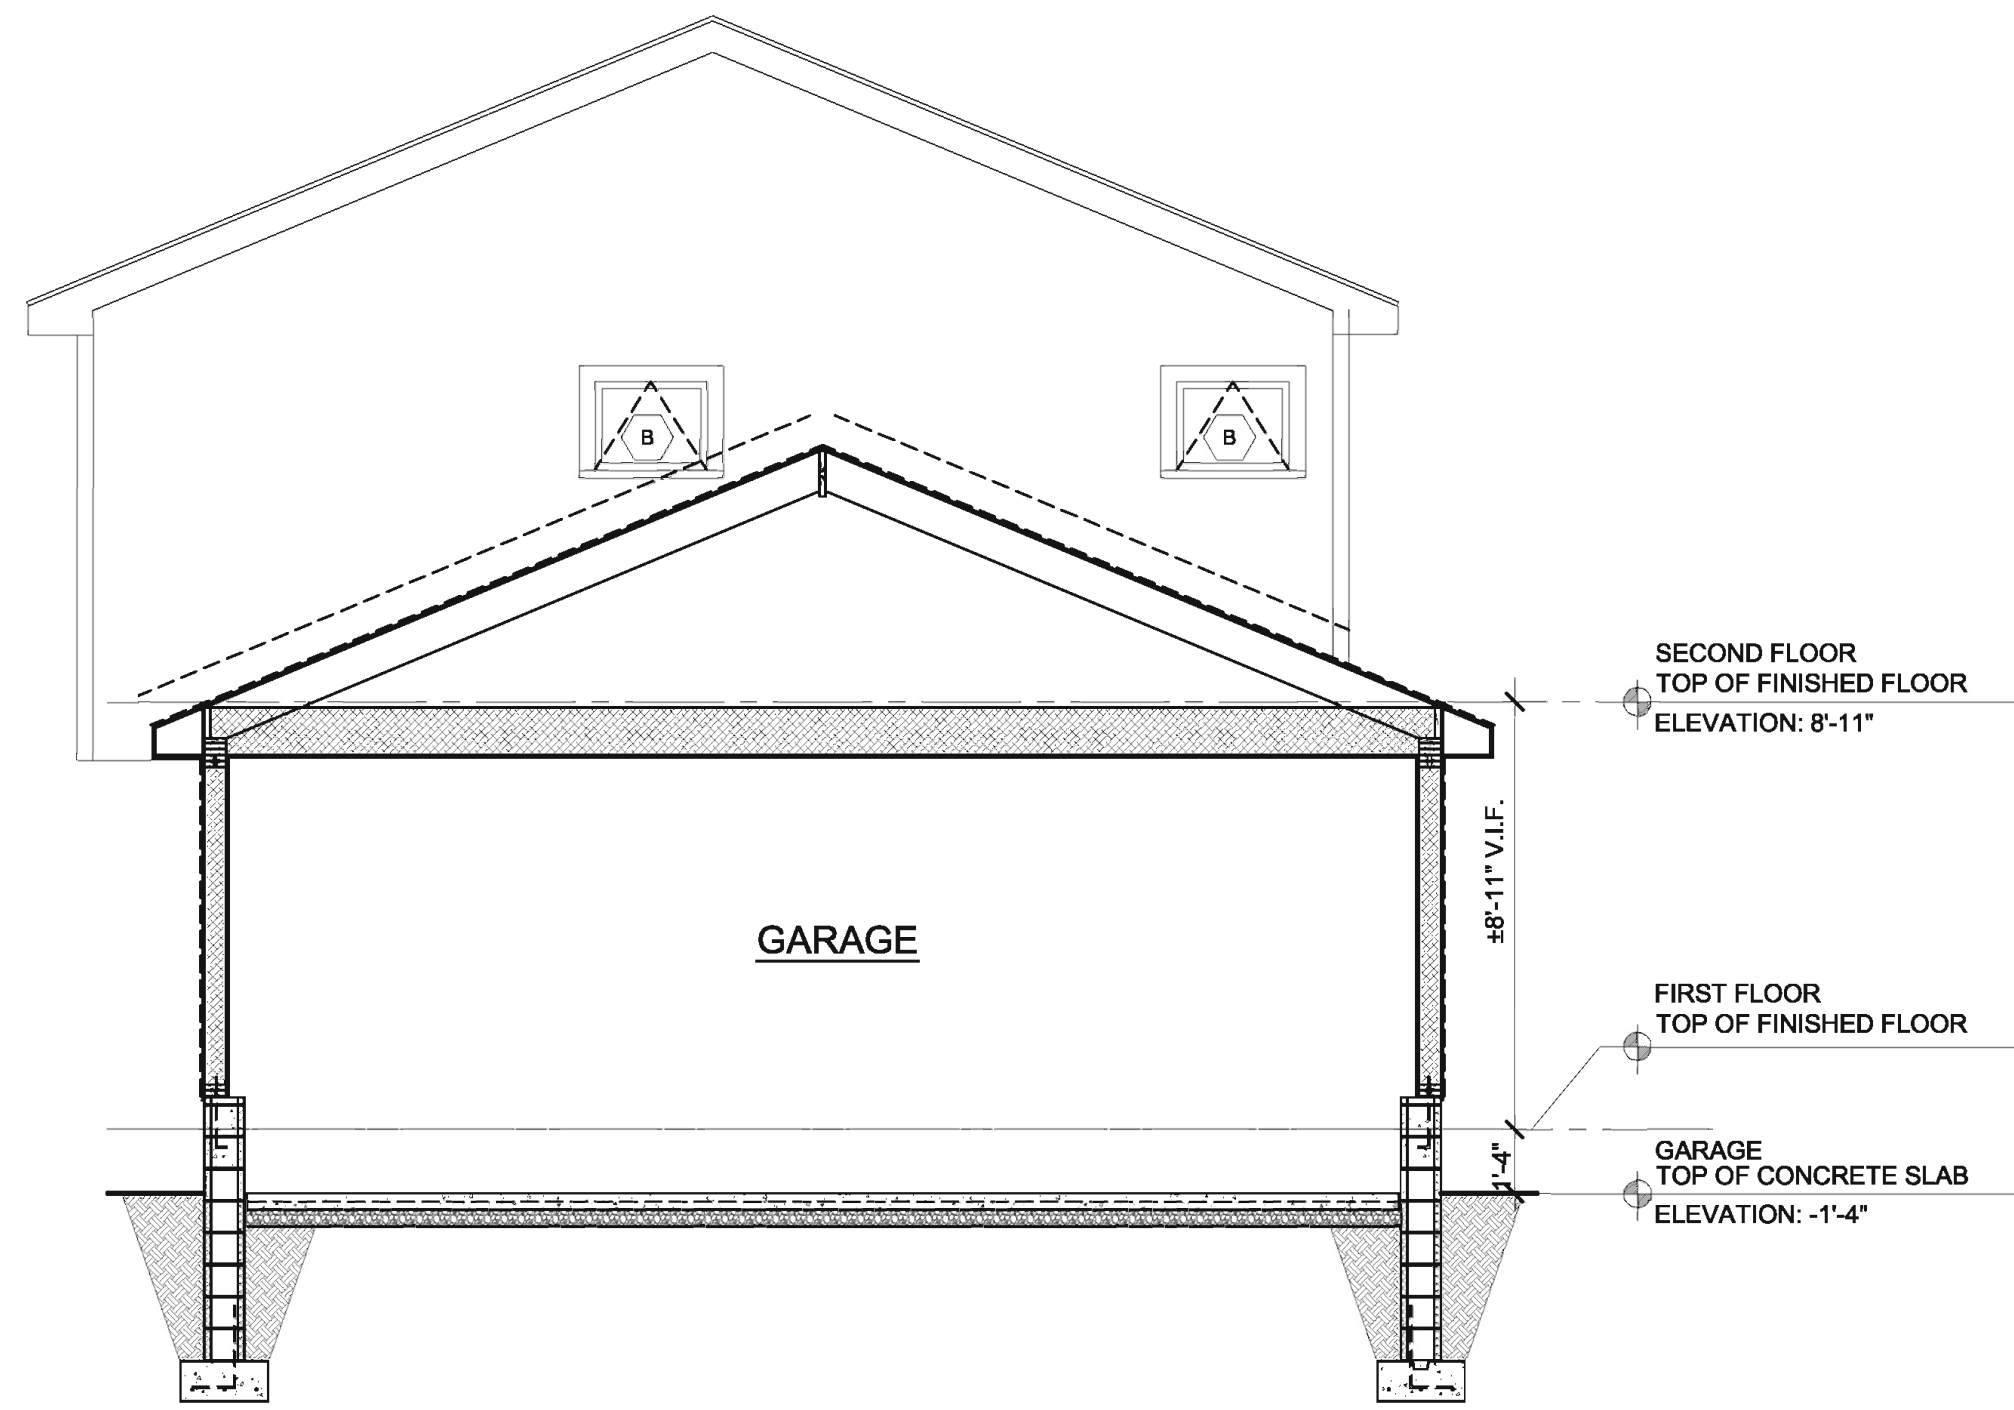 B
B
SECOND FLOOR
TOP OF FINISHED FLOOR
ELEVATION: 8'-11"
±8'-11" V.I.F.
GARAGE
FIRST FLOOR
TOP OF FINISHED FLOOR
1'-4"
GARAGE
TOP OF CONCRETE SLAB
ELEVATION: -1'-4"